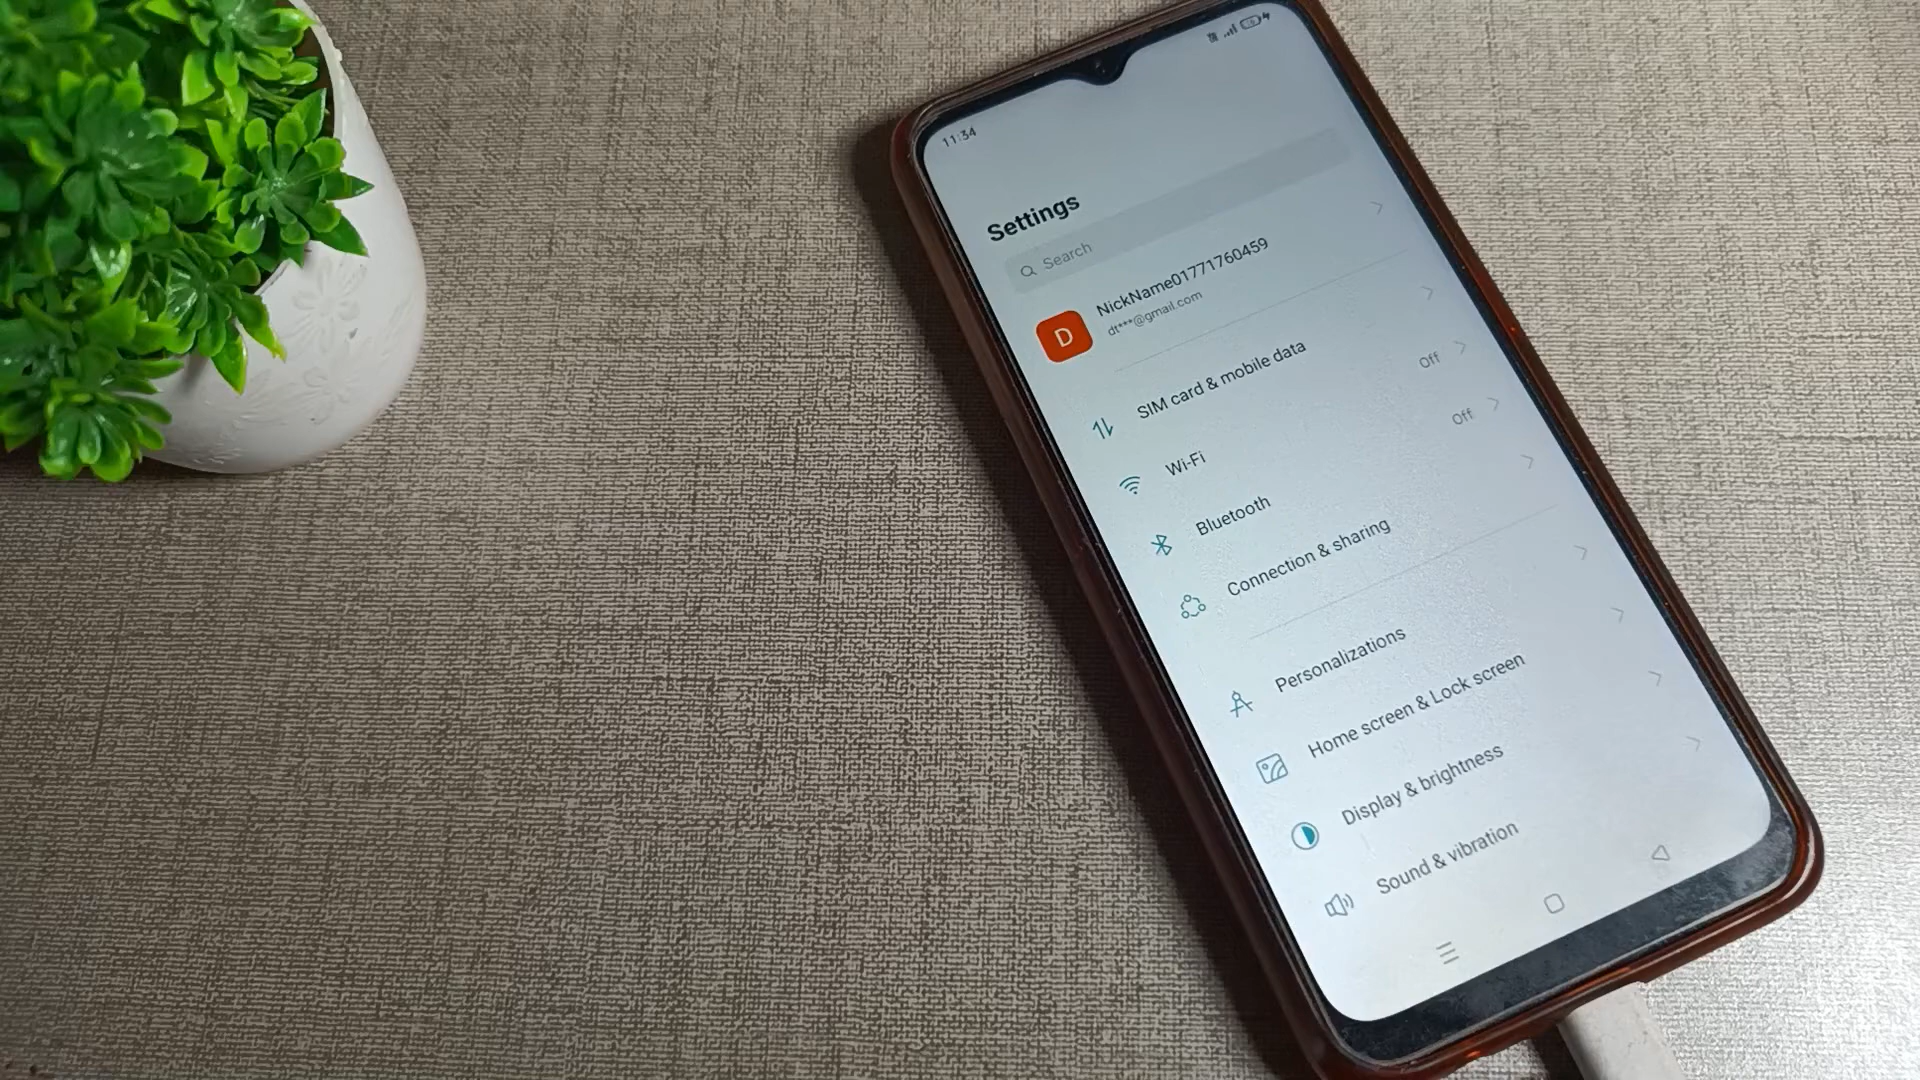 11:34
Settings
Search
D
NickName01771760459
dt***@gmail.com
SIM card & mobile data
Wi-Fi
Off
Bluetooth
Off
Connection & sharing
Personalizations
Home screen & Lock screen
Display & brightness
Sound & vibration